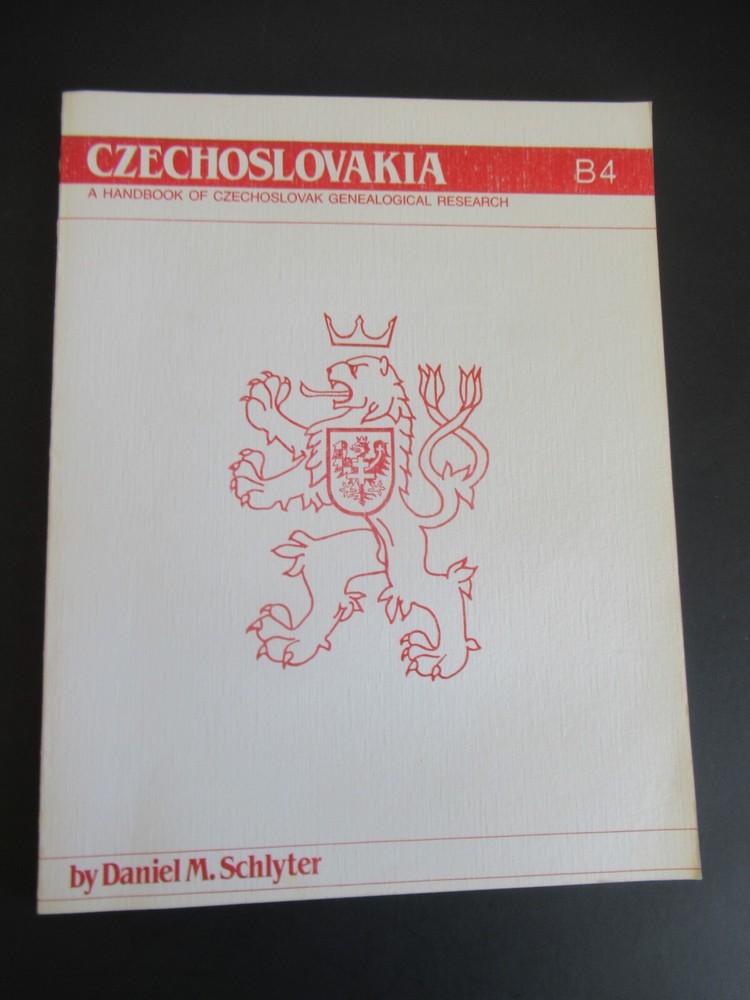 CZECHOSLOVAKIA B4
A HANDBOOK OF CZECHOSLOVAK GENEALOGICAL RESEARCH
by Daniel M. Schlyter